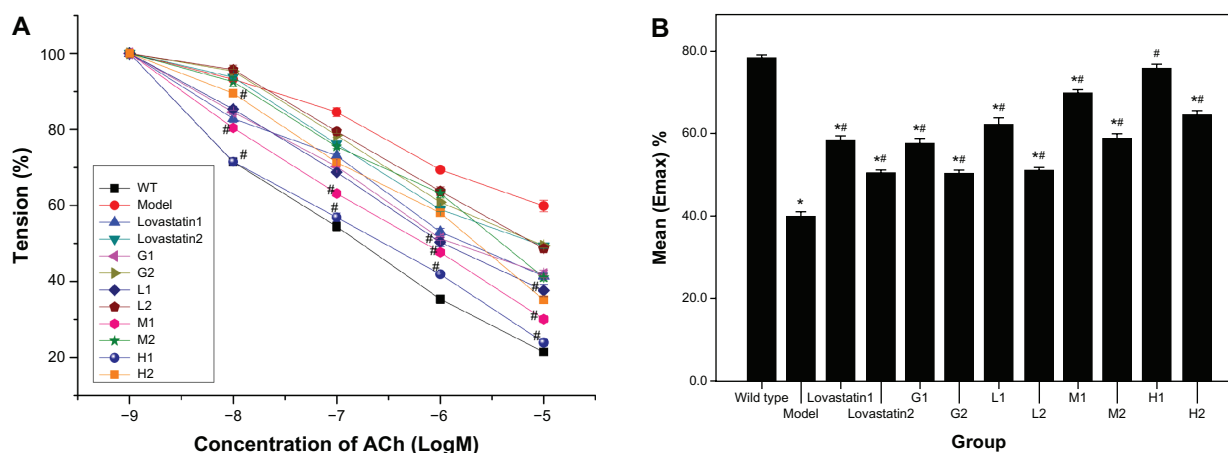 A
Tension (%)
100
80
60
40
20
#
#
#
#
#
#
#
#
#
#
#
WT
Model
Lovastatin1
Lovastatin2
G1
G2
L1
L2
M1
M2
H1
H2
−9
−8
−7
−6
−5
Concentration of ACh (LogM)
B
Mean (Emax) %
80.0
60.0
40.0
20.0
0.0
*
*#
*#
*#
*#
*#
*#
*#
*#
#
*#
Wild type
Model
Lovastatin1
Lovastatin2
G1
G2
L1
L2
M1
M2
H1
H2
Group